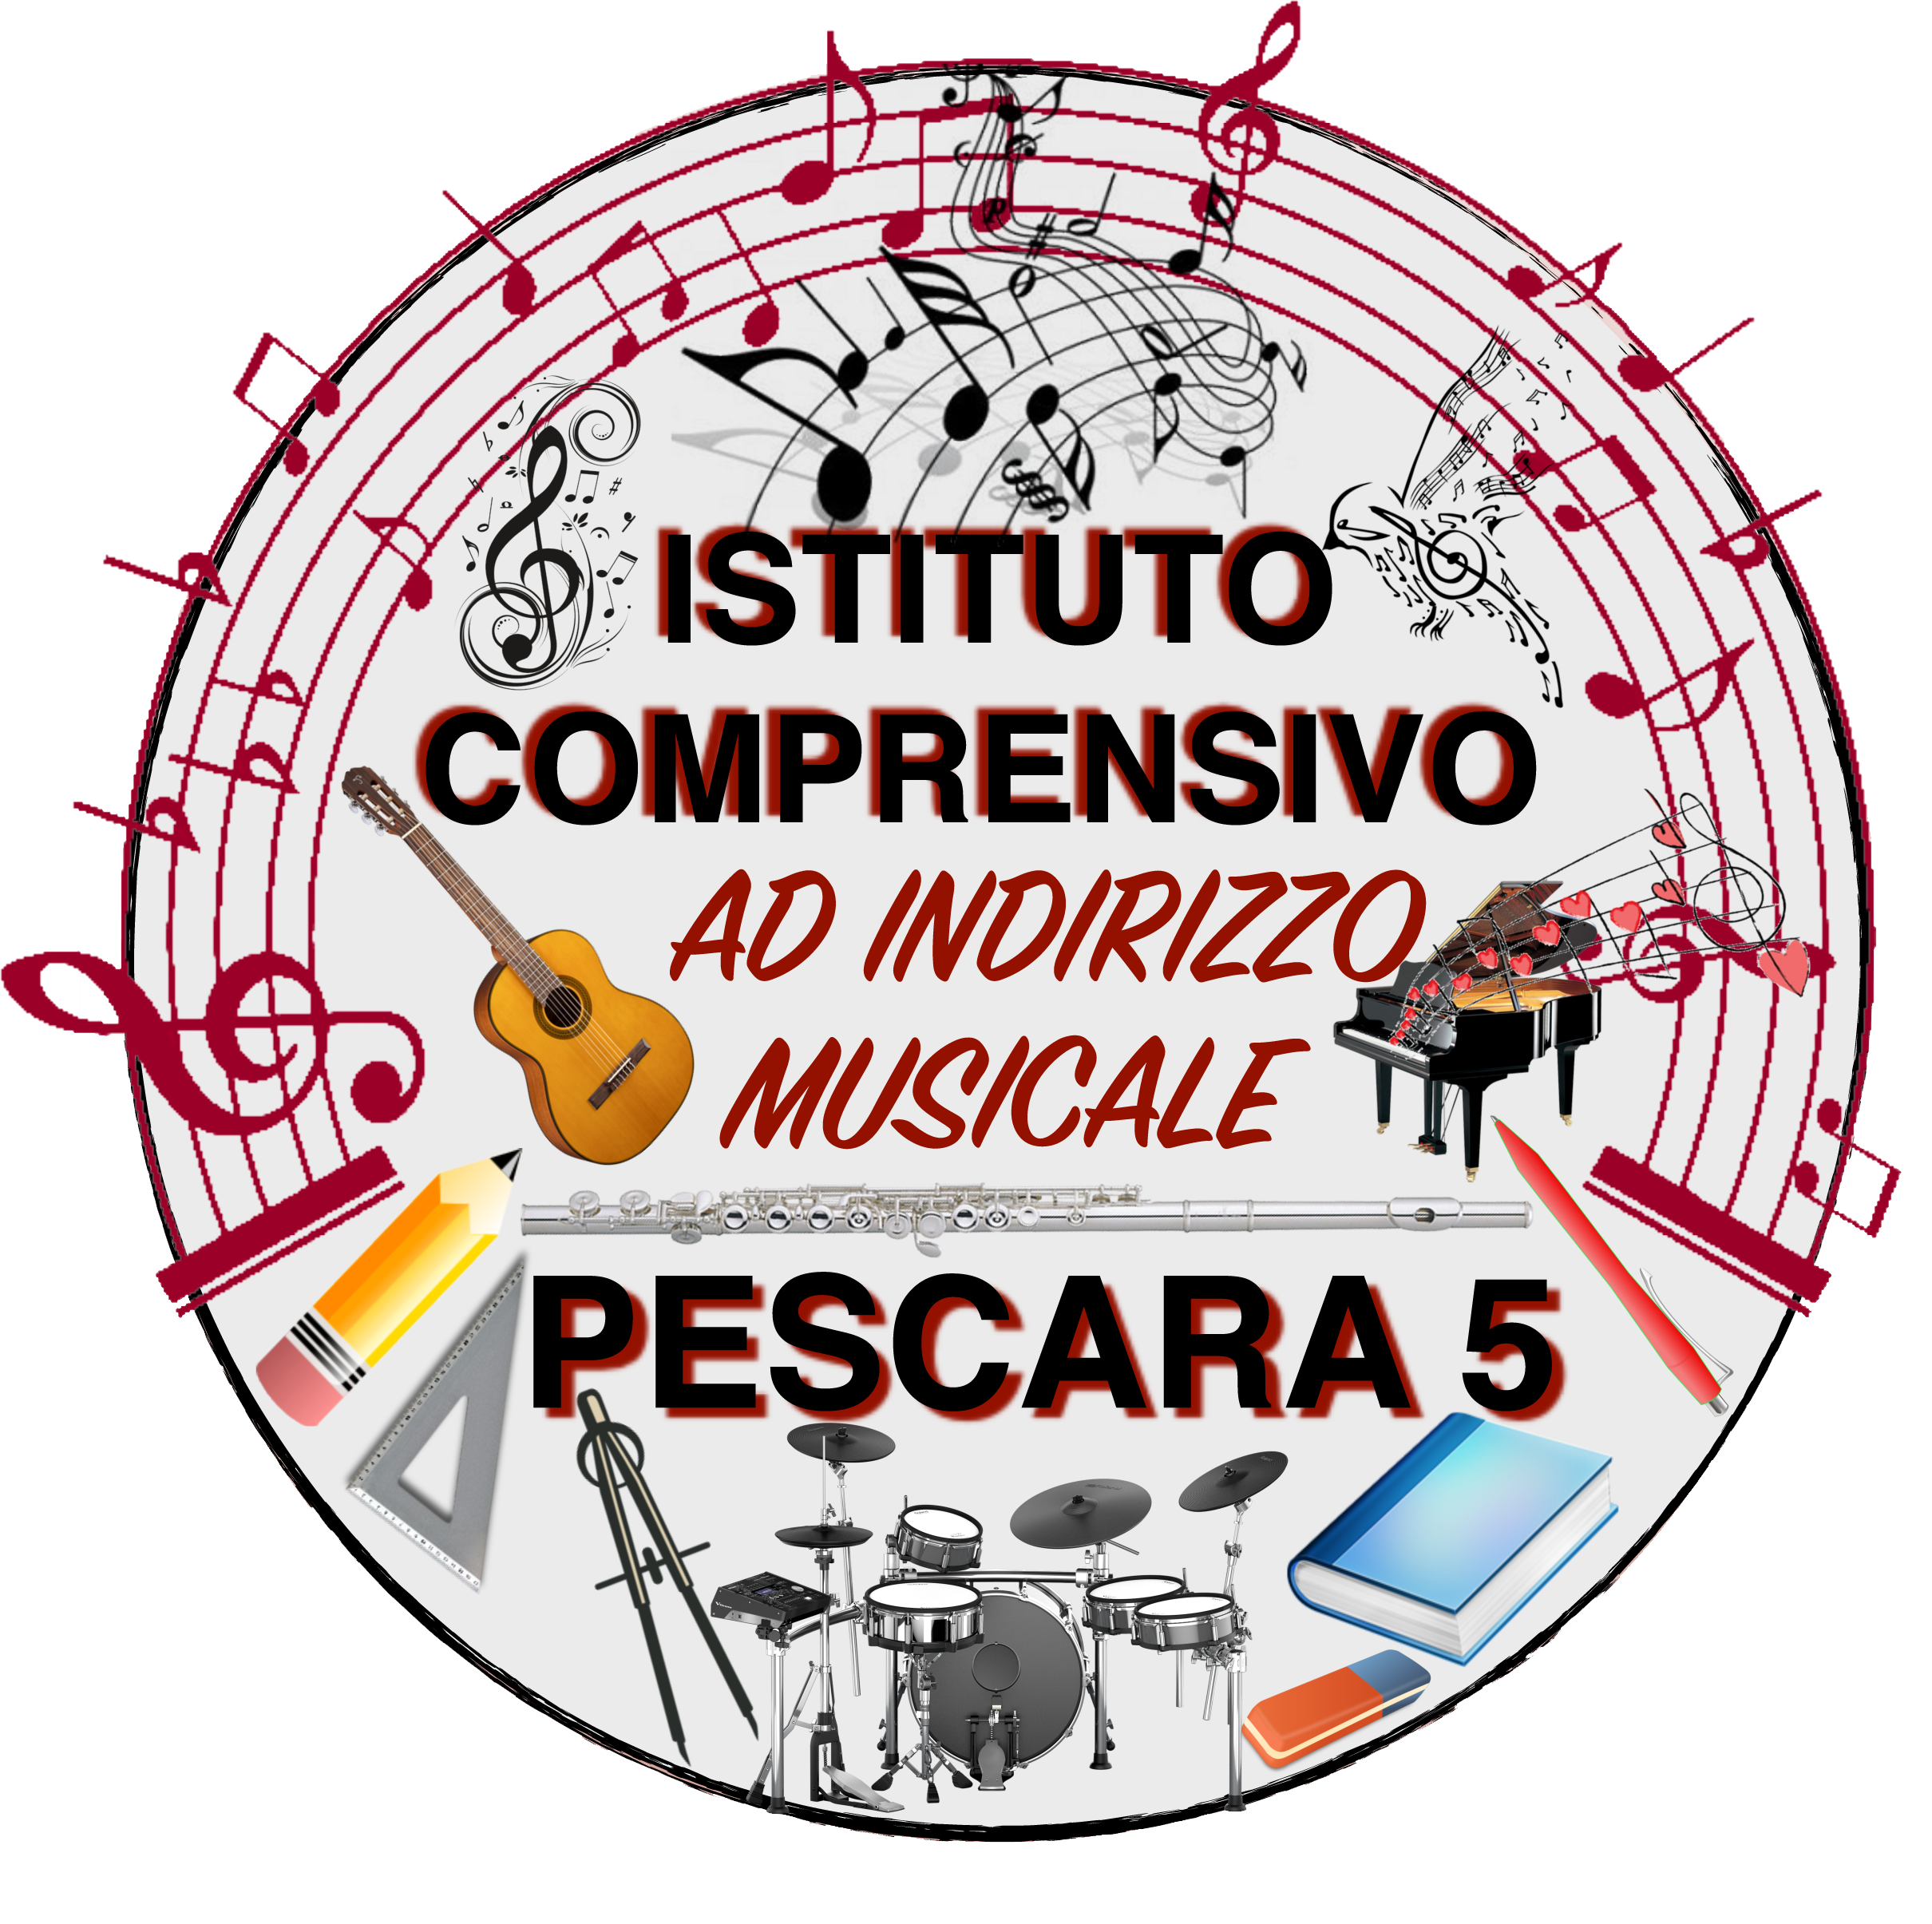 ISTITUTO
COMPRENSIVO
AD INDIRIZZO
MUSICALE
PESCARA 5